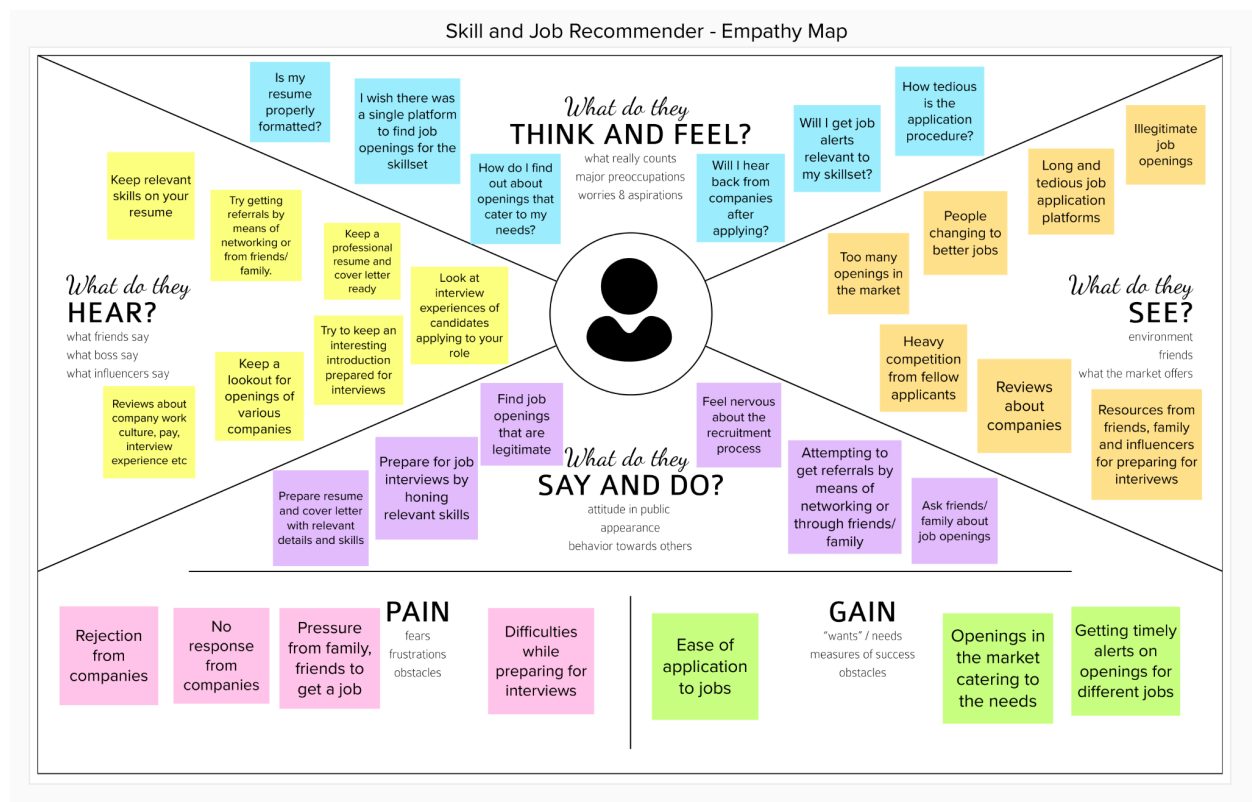 Skill and Job Recommender - Empathy Map
Is my
resume
properly
formatted?
I wish there was
a single platform
to find job
openings for the
skillset
How do I find
out about
openings that
cater to my
needs?
What do they
THINK AND FEEL?
what really counts
major preoccupations
worries & aspirations
Will I hear
back from
companies
after
applying?
Will I get job
alerts
relevant to
my skillset?
How tedious
is the
application
procedure?
Keep relevant
skills on your
resume
Try getting
referrals by
means of
networking or
from friends/
family.
Keep a
professional
resume and
cover letter
ready
Look at
interview
experiences of
candidates
applying to your
role
What do they
HEAR?
what friends say
what boss say
what influencers say
Try to keep an
interesting
introduction
prepared for
interviews
Keep a
lookout for
openings of
various
companies
Reviews about
company work
culture, pay,
interview
experience etc
Illegitimate
job
openings
Long and
tedious job
application
platforms
People
changing to
better jobs
Too many
openings in
the market
What do they
SEE?
environment
friends
what the market offers
Heavy
competition
from fellow
applicants
Reviews
about
companies
Resources from
friends, family
and influencers
for preparing for
interivews
Find job
openings
that are
legitimate
Prepare for job
interviews by
honing
relevant skills
Prepare resume
and cover letter
with relevant
details and skills
What do they
SAY AND DO?
attitude in public
appearance
behavior towards others
Feel nervous
about the
recruitment
process
Attempting to
get referrals by
means of
networking or
through friends/
family
Ask friends/
family about
job openings
PAIN
fears
frustrations
obstacles
Rejection
from
companies
No
response
from
companies
Pressure
from family,
friends to
get a job
Difficulties
while
preparing for
interviews
GAIN
"wants" / needs
measures of success
obstacles
Ease of
application
to jobs
Openings in
the market
catering to
the needs
Getting timely
alerts on
openings for
different jobs